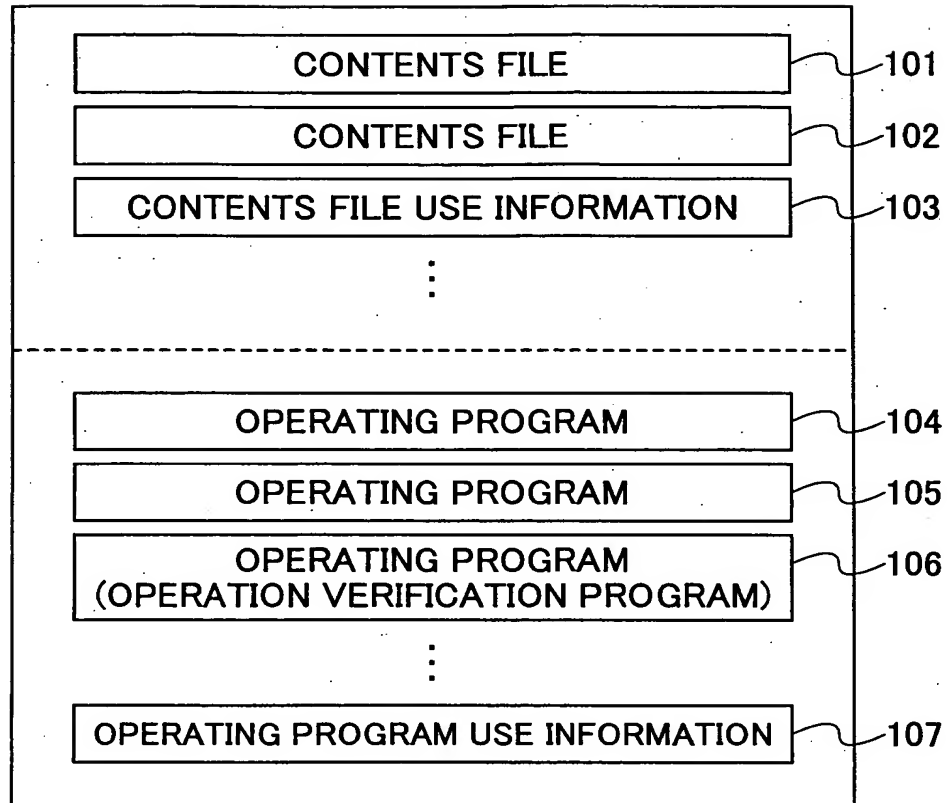 CONTENTS FILE 101
CONTENTS FILE 102
CONTENTS FILE USE INFORMATION 103
OPERATING PROGRAM 104
OPERATING PROGRAM 105
OPERATING PROGRAM 106
(OPERATION VERIFICATION PROGRAM)
OPERATING PROGRAM USE INFORMATION 107